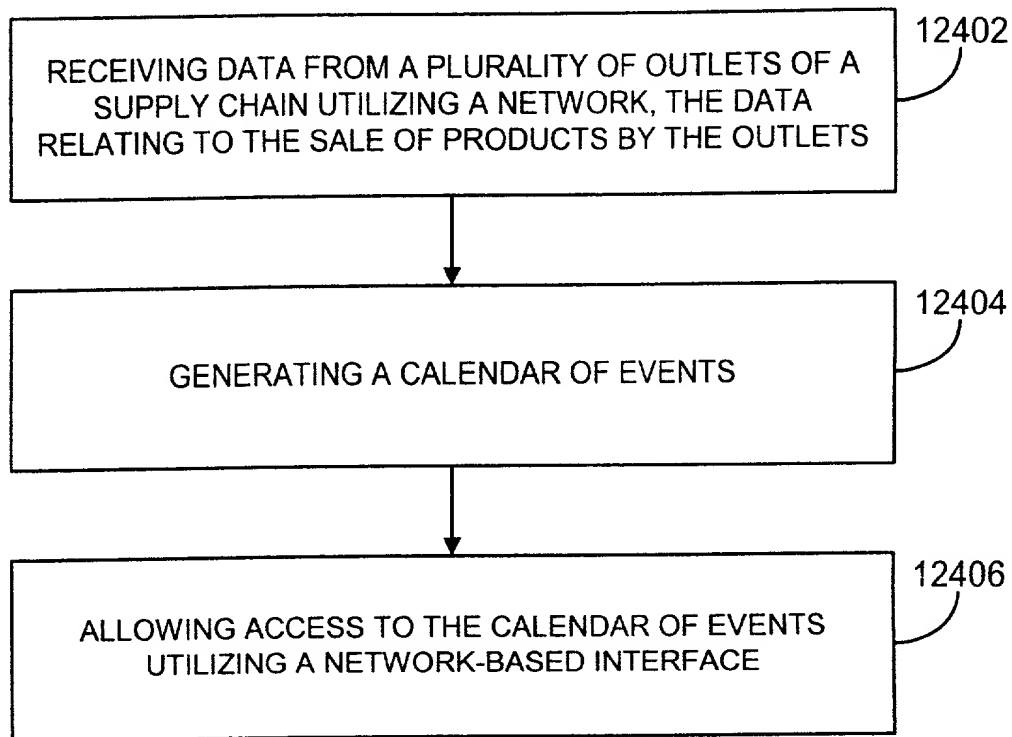 12402
RECEIVING DATA FROM A PLURALITY OF OUTLETS OF A
SUPPLY CHAIN UTILIZING A NETWORK, THE DATA
RELATING TO THE SALE OF PRODUCTS BY THE OUTLETS
12404
GENERATING A CALENDAR OF EVENTS
12406
ALLOWING ACCESS TO THE CALENDAR OF EVENTS
UTILIZING A NETWORK-BASED INTERFACE